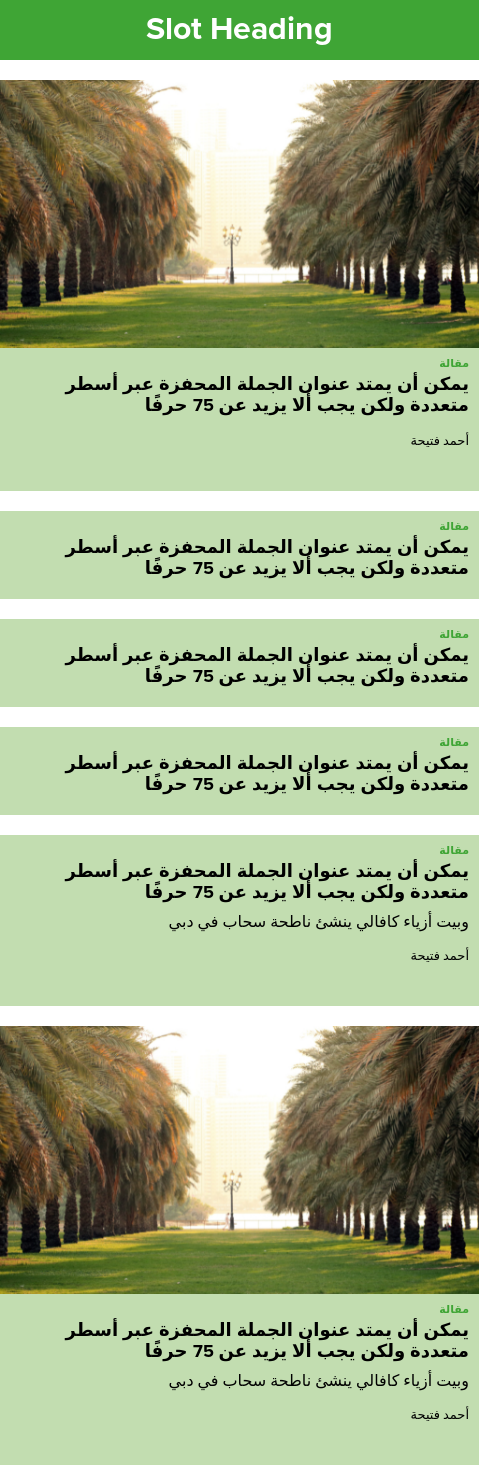 Slot Heading
مقالة
يمكن أن يمتد عنوان الجملة المحفزة عبر أسطر
متعددة ولكن يجب ألا يزيد عن 75 حرفًا
أحمد فتيحة
مقالة
يمكن أن يمتد عنوان الجملة المحفزة عبر أسطر
متعددة ولكن يجب ألا يزيد عن 75 حرفًا
مقالة
يمكن أن يمتد عنوان الجملة المحفزة عبر أسطر
متعددة ولكن يجب ألا يزيد عن 75 حرفًا
مقالة
يمكن أن يمتد عنوان الجملة المحفزة عبر أسطر
متعددة ولكن يجب ألا يزيد عن 75 حرفًا
مقالة
يمكن أن يمتد عنوان الجملة المحفزة عبر أسطر
متعددة ولكن يجب ألا يزيد عن 75 حرفًا
وبيت أزياء كافالي ينشئ ناطحة سحاب في دبي
أحمد فتيحة
مقالة
يمكن أن يمتد عنوان الجملة المحفزة عبر أسطر
متعددة ولكن يجب ألا يزيد عن 75 حرفًا
وبيت أزياء كافالي ينشئ ناطحة سحاب في دبي
أحمد فتيحة